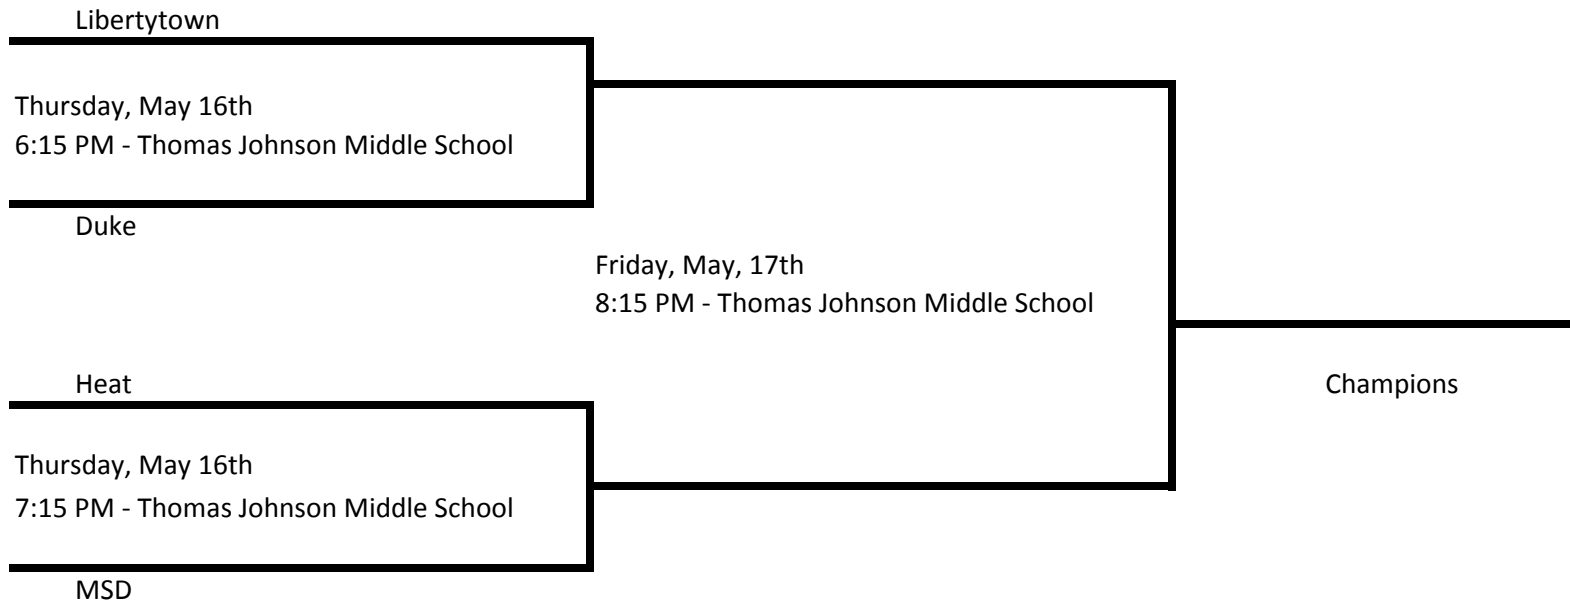 Libertytown
Thursday, May 16th
6:15 PM - Thomas Johnson Middle School
Duke
Friday, May, 17th
8:15 PM - Thomas Johnson Middle School
Heat
Champions
Thursday, May 16th
7:15 PM - Thomas Johnson Middle School
MSD